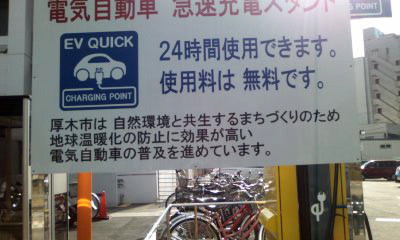 電気自動車 急速充電スタンド
EV QUICK
CHARGING POINT
24時間使用できます。
使用料は 無料です。
厚木市は 自然環境と共生するまちづくりのため
地球温暖化の防止に効果が高い
電気自動車の普及を進めています。